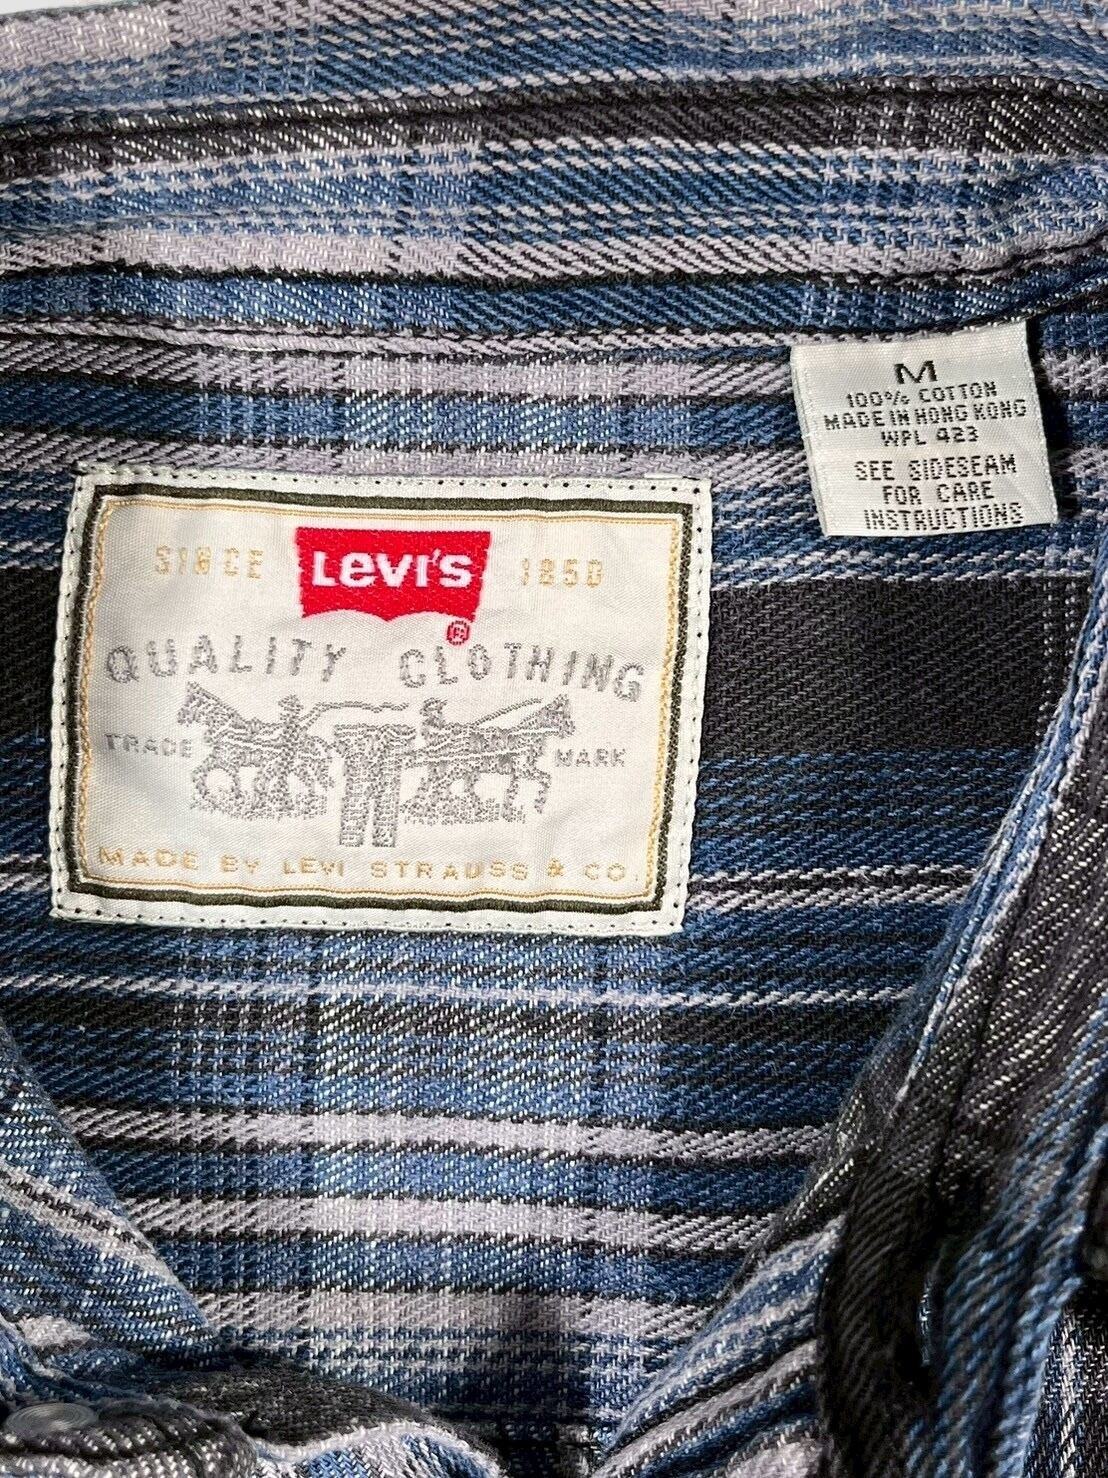 M
100% COTTON
MADE IN HONG KONG
WPL 423
SEE SIDESEAM
FOR CARE
INSTRUCTIONS
SINCE Levi's 1850
®
QUALITY CLOTHING
TRADE MARK
MADE BY LEVI STRAUSS & CO.